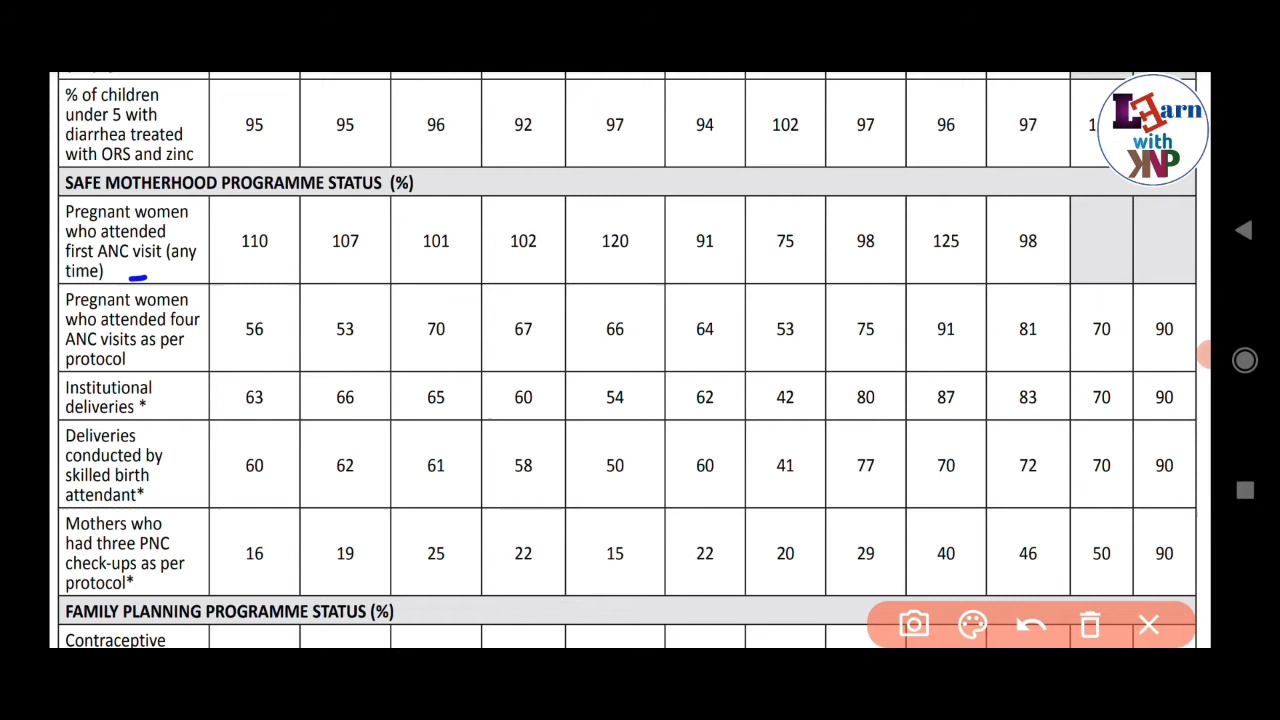 % of children
under 5 with
diarrhea treated
with ORS and zinc
95 95 96 92 97 94 102 97 96 97
LEarn
with
KNP
SAFE MOTHERHOOD PROGRAMME STATUS (%)
Pregnant women
who attended
first ANC visit (any
time)
110 107 101 102 120 91 75 98 125 98
Pregnant women
who attended four
ANC visits as per
protocol
56 53 70 67 66 64 53 75 91 81 70 90
Institutional
deliveries *
63 66 65 60 54 62 42 80 87 83 70 90
Deliveries
conducted by
skilled birth
attendant*
60 62 61 58 50 60 41 77 70 72 70 90
Mothers who
had three PNC
check-ups as per
protocol*
16 19 25 22 15 22 20 29 40 46 50 90
FAMILY PLANNING PROGRAMME STATUS (%)
Contraceptive